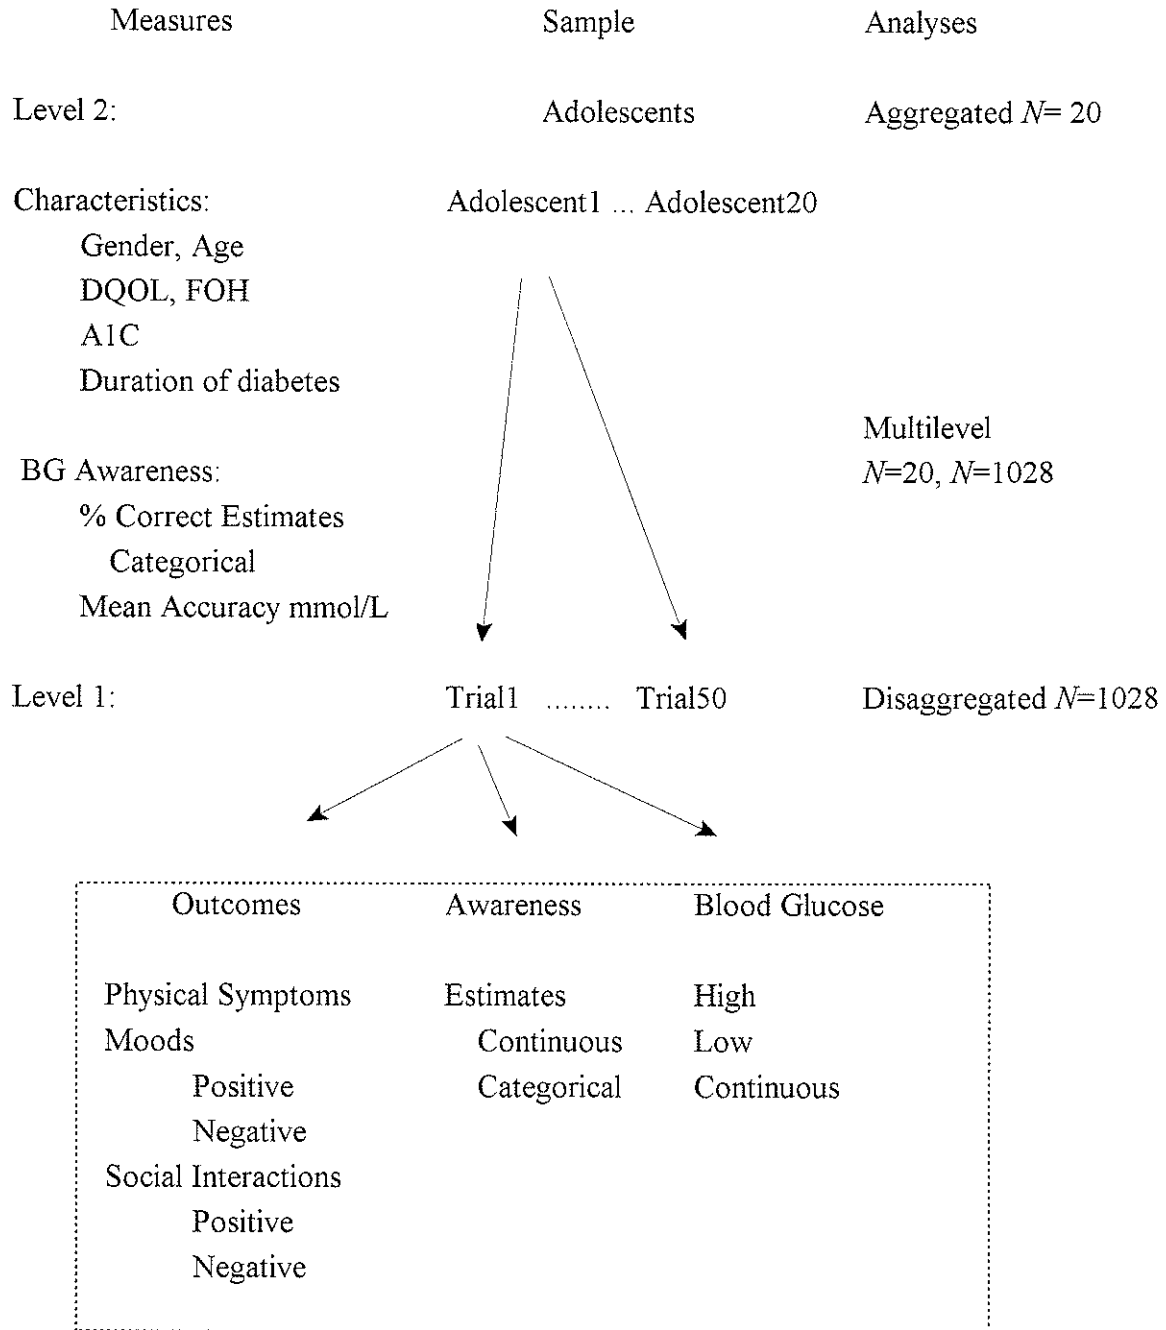 Measures Sample Analyses
Level 2: Adolescents Aggregated N= 20
Characteristics: Adolescent1 ... Adolescent20
Gender, Age
DQOL, FOH
A1C
Duration of diabetes
Multilevel
BG Awareness: N=20, N=1028
% Correct Estimates
Categorical
Mean Accuracy mmol/L
Level 1: Trial1 ........ Trial50 Disaggregated N=1028
Outcomes Awareness Blood Glucose
Physical Symptoms Estimates High
Moods Continuous Low
Positive Categorical Continuous
Negative
Social Interactions
Positive
Negative